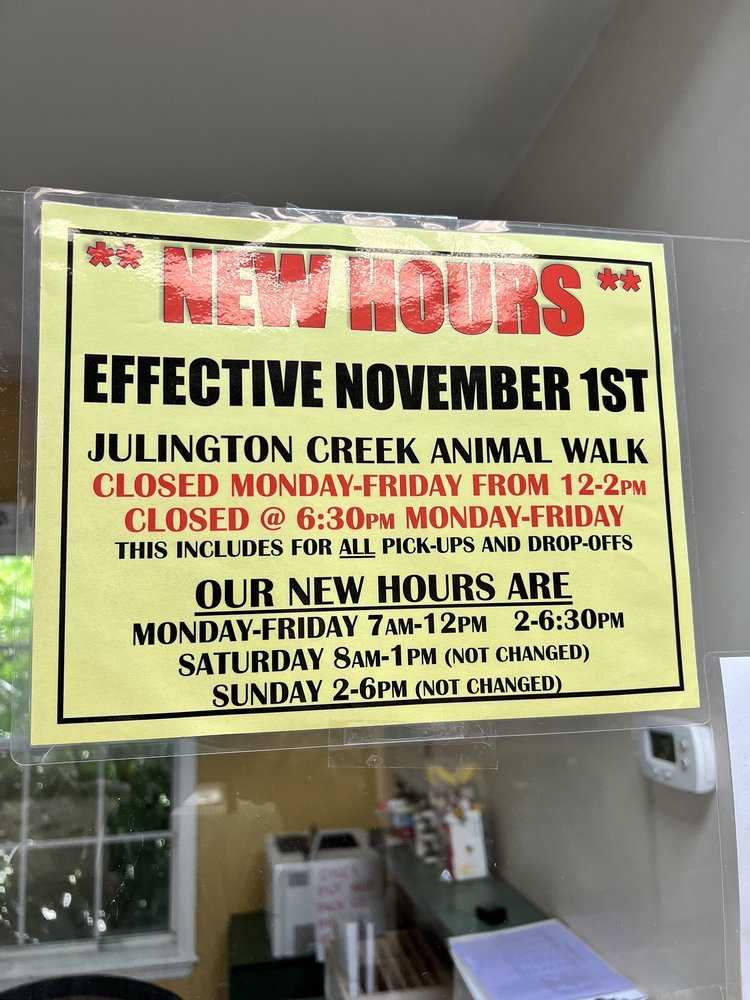 ** NEW HOURS **
EFFECTIVE NOVEMBER 1ST
JULINGTON CREEK ANIMAL WALK
CLOSED MONDAY-FRIDAY FROM 12-2PM
CLOSED @ 6:30PM MONDAY-FRIDAY
THIS INCLUDES FOR ALL PICK-UPS AND DROP-OFFS
OUR NEW HOURS ARE
MONDAY-FRIDAY 7AM-12PM 2-6:30PM
SATURDAY 8AM-1PM (NOT CHANGED)
SUNDAY 2-6PM (NOT CHANGED)